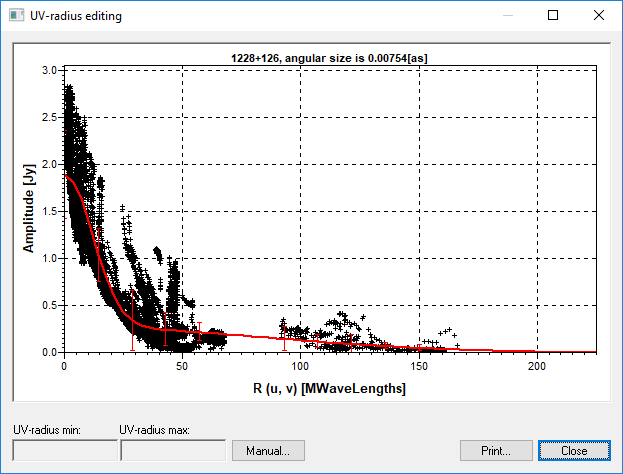 UV-radius editing
1228+126, angular size is 0.00754[as]
3.0
2.5
2.0
1.5
1.0
0.5
0.0
Amplitude [Jy]
0 50 100 150 200
R (u, v) [MWaveLengths]
UV-radius min: UV-radius max:
Manual... Print... Close